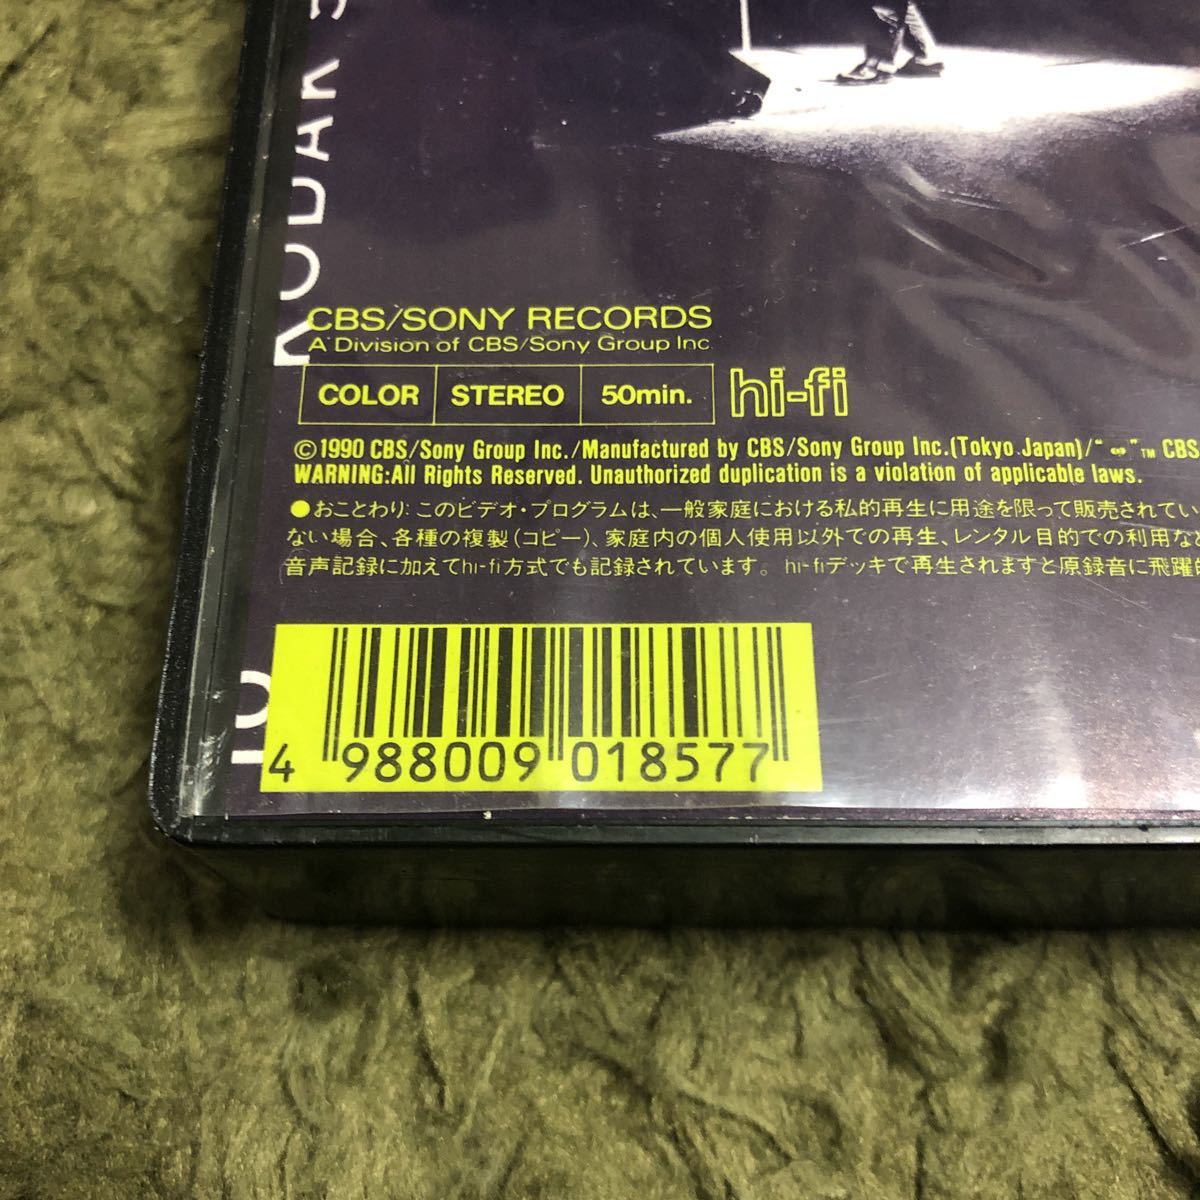 KODAK
CBS/SONY RECORDS
A Division of CBS/Sony Group Inc
COLOR STEREO 50min. hi-fi
©1990 CBS/Sony Group Inc./Manufactured by CBS/Sony Group Inc.(Tokyo Japan)/“∞”™ CBS
WARNING:All Rights Reserved. Unauthorized duplication is a violation of applicable laws.
●おことわり:このビデオ・プログラムは、一般家庭における私的再生に用途を限って販売されてい
ない場合、各種の複製(コピー)、家庭内の個人使用以外での再生、レンタル目的での利用など
音声記録に加えてhi-fi方式でも記録されています。hi-fiデッキで再生されますと原録音に飛躍的
4 988009 018577